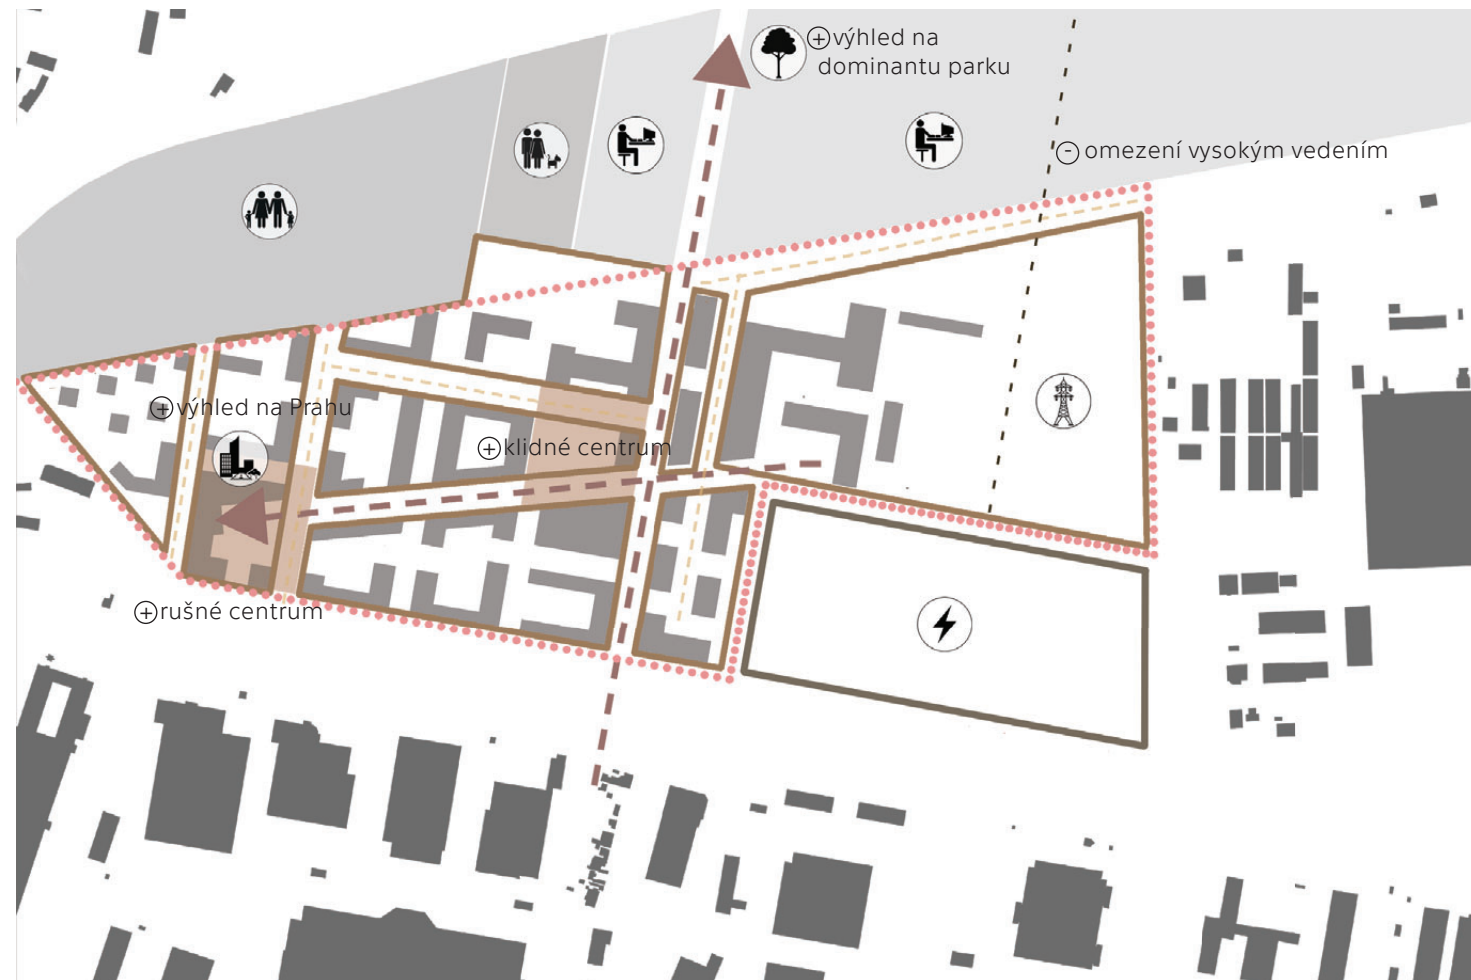 ⊕výhled na
dominantu parku
⊖ omezení vysokým vedením
⊕výhled na Prahu
⊕klidné centrum
⊕rušné centrum